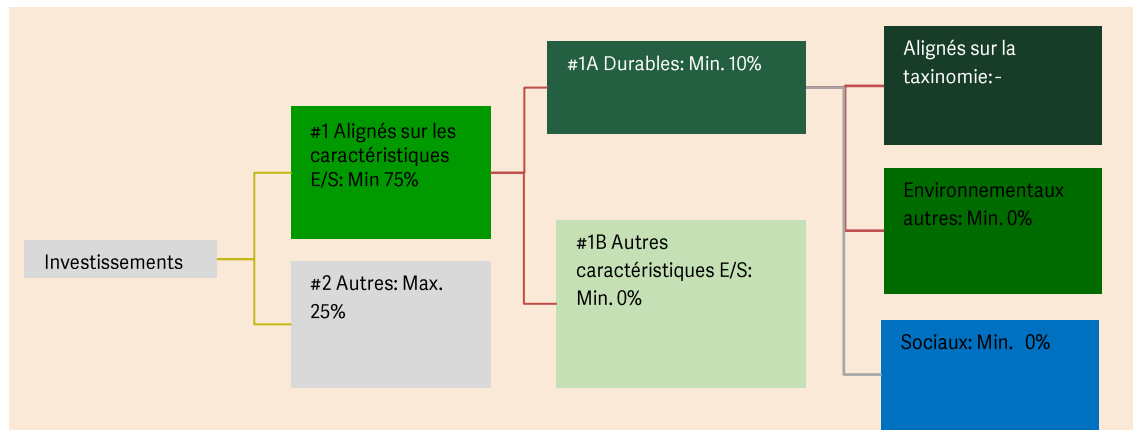 Investissements
#1 Alignés sur les
caractéristiques
E/S: Min 75%
#2 Autres: Max.
25%
#1A Durables: Min. 10%
#1B Autres
caractéristiques E/S:
Min. 0%
Alignés sur la
taxinomie:-
Environnementaux
autres: Min. 0%
Sociaux: Min. 0%